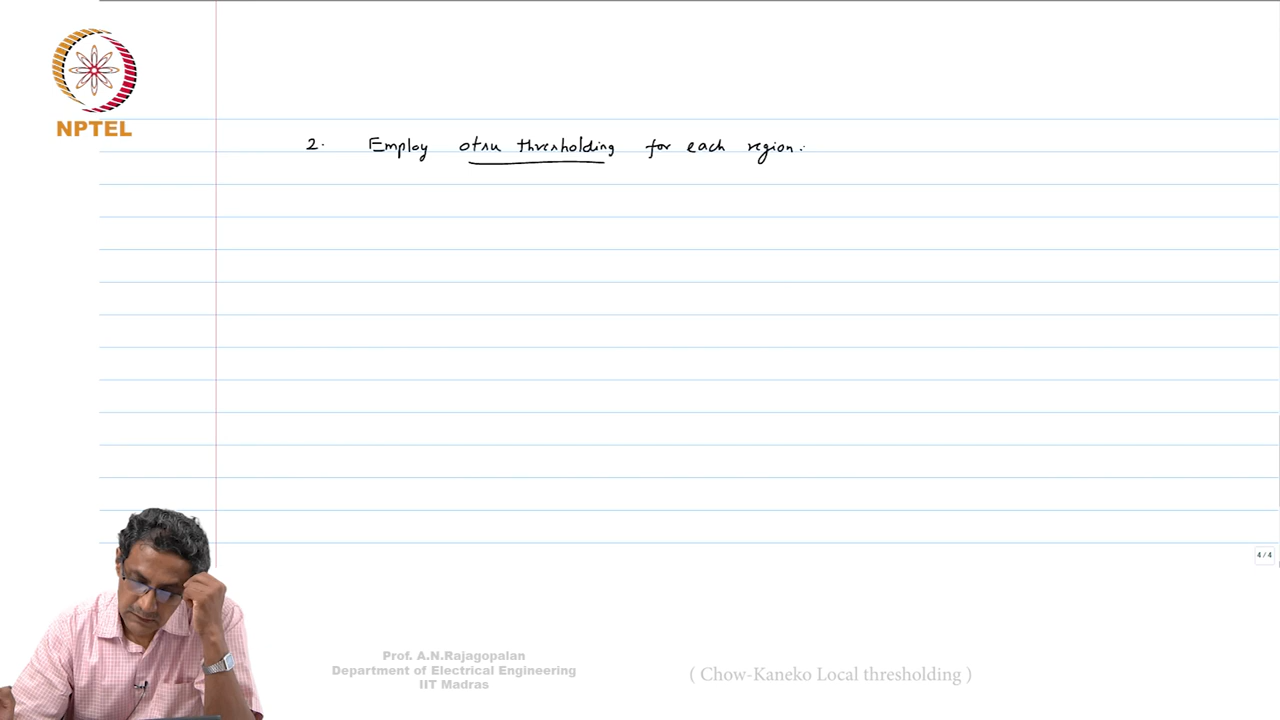 NPTEL
2. Employ otsu thresholding for each region.
4 / 4
Prof. A.N.Rajagopalan
Department of Electrical Engineering
IIT Madras
( Chow-Kaneko Local thresholding )